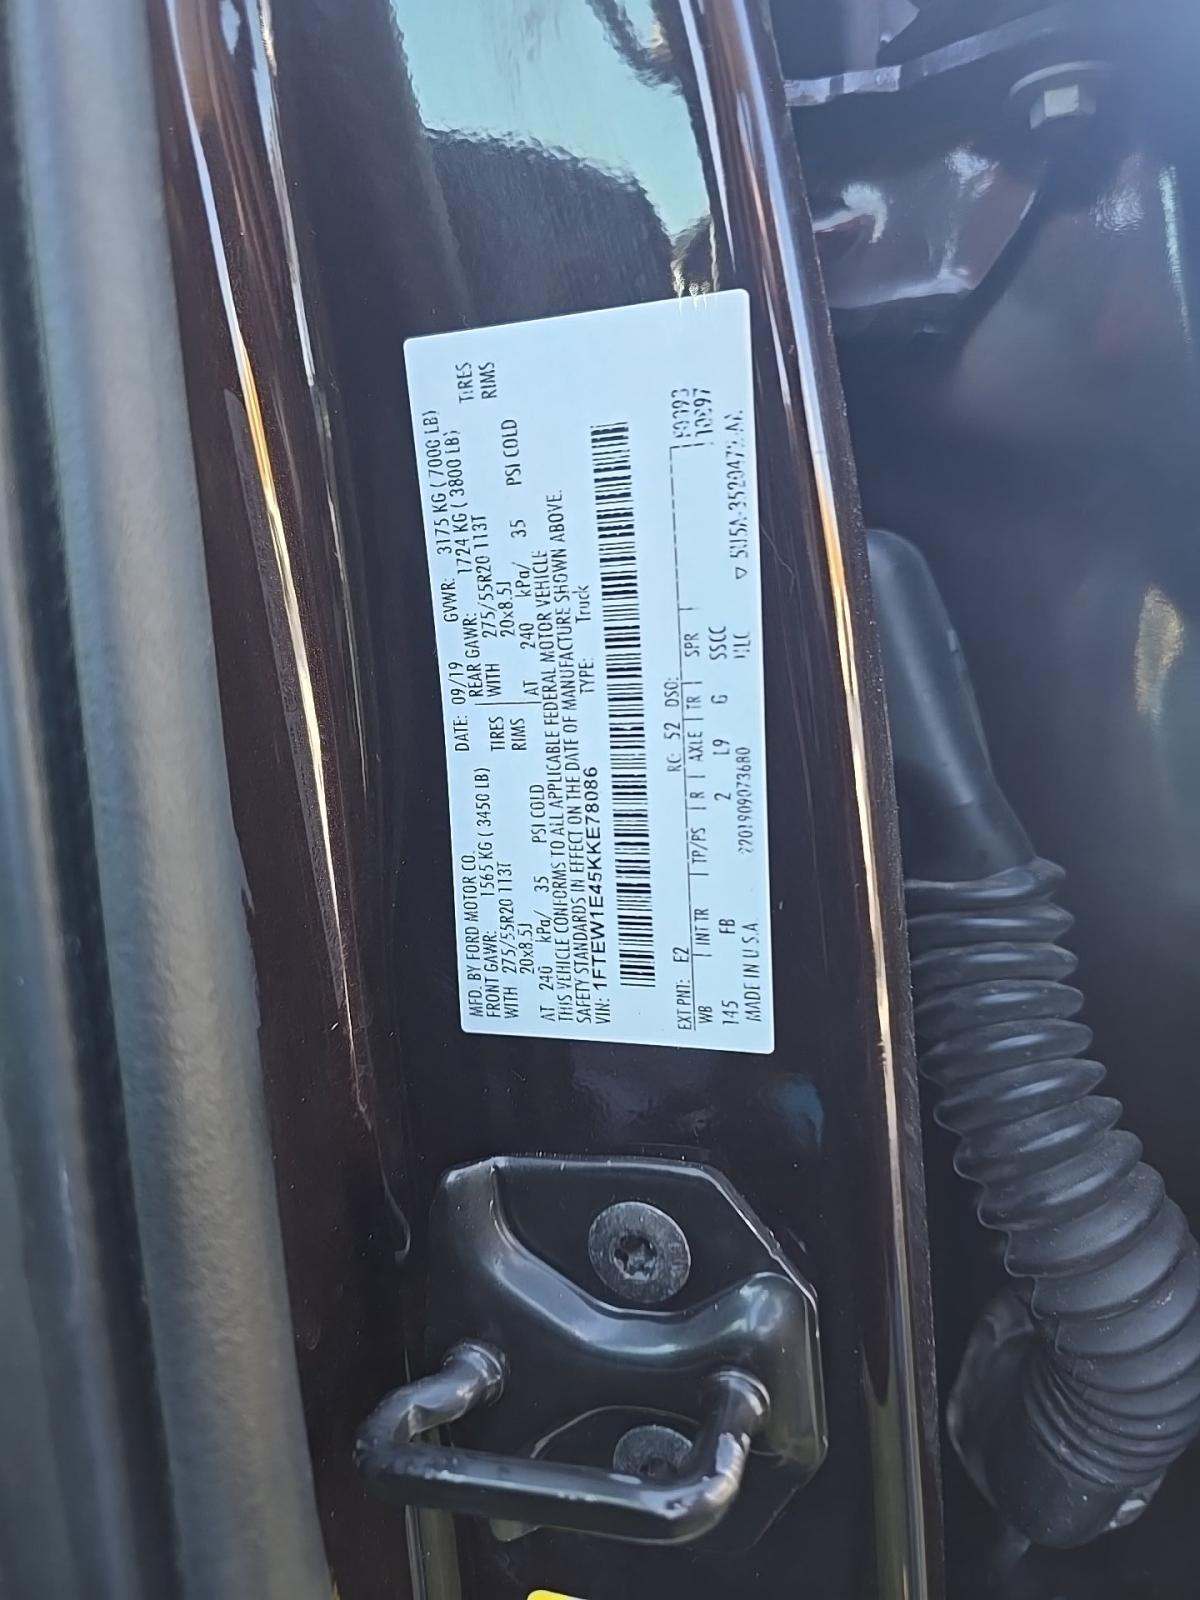 MFD. BY FORD MOTOR CO. DATE: 09/19 GVWR: 3175 KG ( 7000 LB)
FRONT GAWR: 1565 KG ( 3450 LB) REAR GAWR: 1724 KG ( 3800 LB)
WITH 275/55R20 113T TIRES WITH 275/55R20 113T TIRES
20x8.5J RIMS 20x8.5J RIMS
AT 240 kPa/ 35 PSI COLD AT 240 kPa/ 35 PSI COLD
THIS VEHICLE CONFORMS TO ALL APPLICABLE FEDERAL MOTOR VEHICLE
SAFETY STANDARDS IN EFFECT ON THE DATE OF MANUFACTURE SHOWN ABOVE.
VIN: 1FTEW1E45KKE78086 TYPE: Truck
EXT PNT: E2 RC: 52 DSO:
WB INT TR TP/PS R AXLE TR SPR
145 FB 2 L9 G SSCC
MADE IN U.S.A.